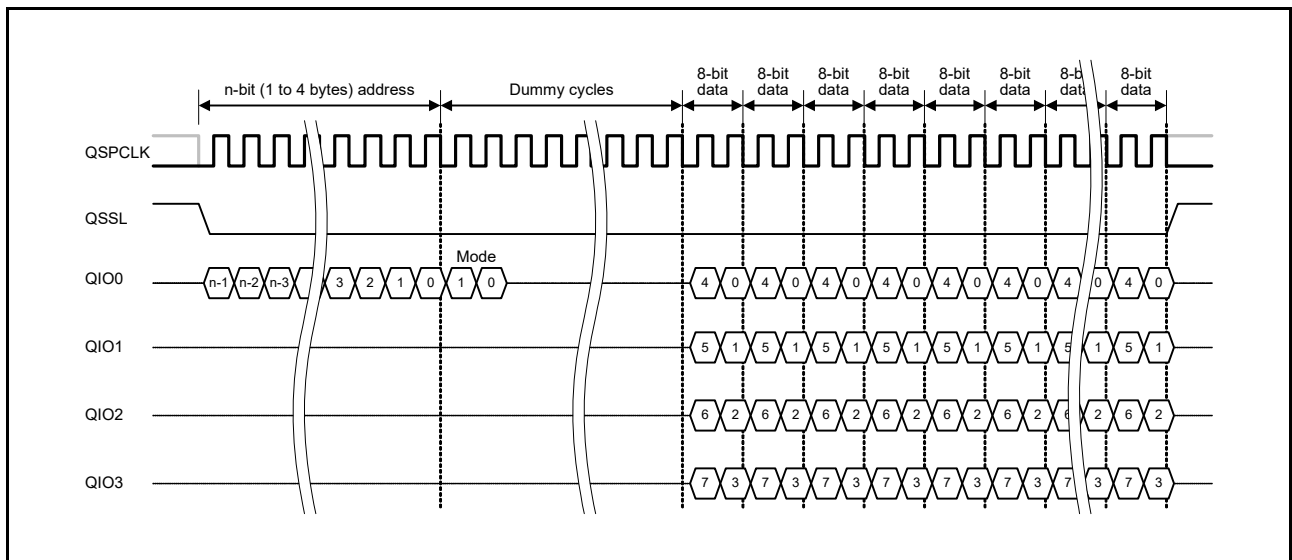 n-bit (1 to 4 bytes) address Dummy cycles 8-bit data 8-bit data 8-bit data 8-bit data 8-bit data 8-bit data 8-b data 8-bit data
QSPCLK
QSSL
Mode
QIO0 n-1 n-2 n-3 3 2 1 0 1 0 4 0 4 0 4 0 4 0 4 0 4 0 4 0 4 0
QIO1 5 1 5 1 5 1 5 1 5 1 5 1 5 1 5 1
QIO2 6 2 6 2 6 2 6 2 6 2 6 2 6 2 6 2
QIO3 7 3 7 3 7 3 7 3 7 3 7 3 7 3 7 3